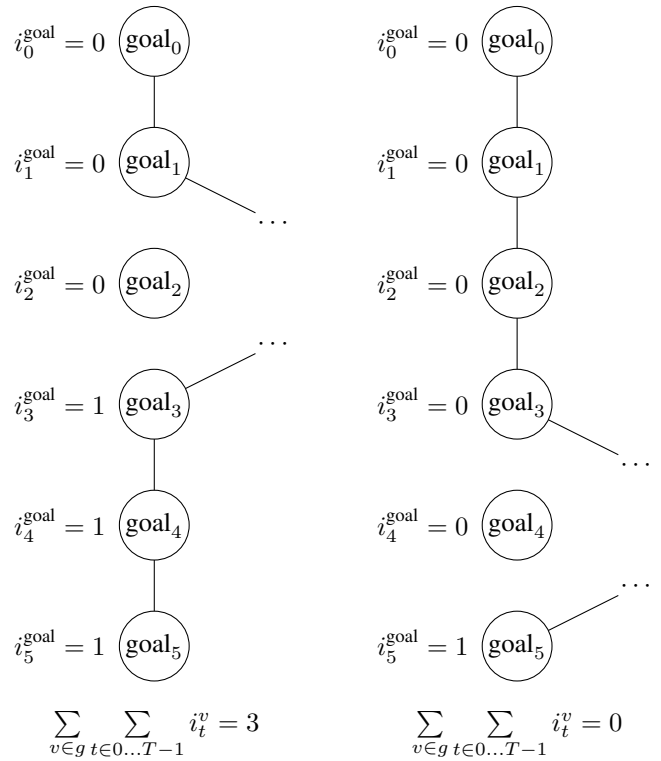 i_0^goal = 0 goal_0 i_0^goal = 0 goal_0
i_1^goal = 0 goal_1 i_1^goal = 0 goal_1
...
i_2^goal = 0 goal_2 i_2^goal = 0 goal_2
...
i_3^goal = 1 goal_3 i_3^goal = 0 goal_3
...
i_4^goal = 1 goal_4 i_4^goal = 0 goal_4
...
i_5^goal = 1 goal_5 i_5^goal = 1 goal_5
∑_{v∈g} ∑_{t∈0...T−1} i_t^v = 3 ∑_{v∈g} ∑_{t∈0...T−1} i_t^v = 0